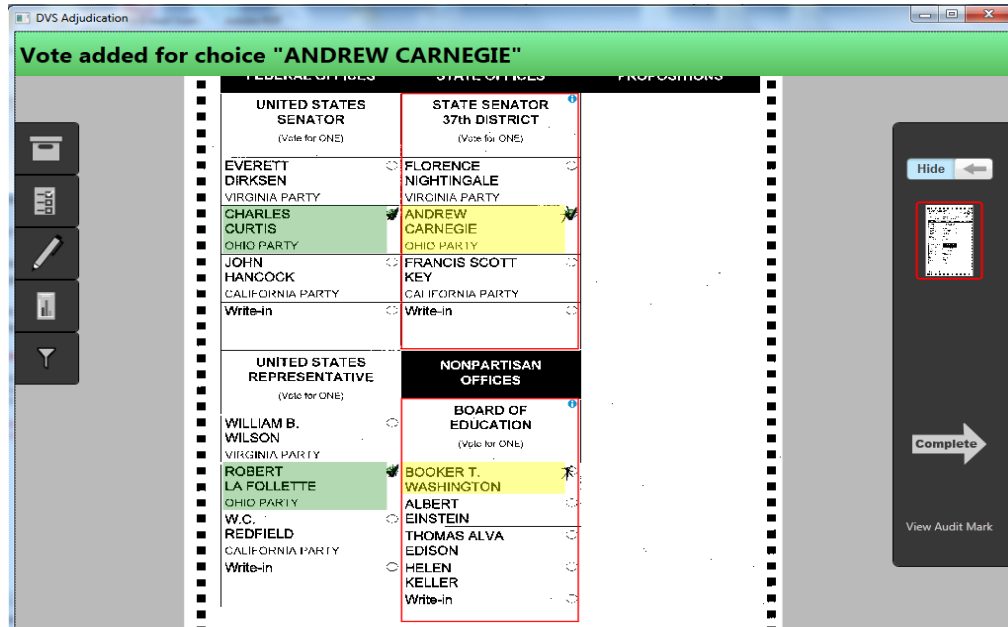 DVS Adjudication
Vote added for choice "ANDREW CARNEGIE"
FEDERAL OFFICES
STATE OFFICES
PROPOSITIONS
UNITED STATES
SENATOR
(Vote for ONE)
EVERETT
DIRKSEN
VIRGINIA PARTY
CHARLES
CURTIS
OHIO PARTY
JOHN
HANCOCK
CALIFORNIA PARTY
Write-in
UNITED STATES
REPRESENTATIVE
(Vote for ONE)
WILLIAM B.
WILSON
VIRGINIA PARTY
ROBERT
LA FOLLETTE
OHIO PARTY
W.C.
REDFIELD
CALIFORNIA PARTY
Write-in
STATE SENATOR
37th DISTRICT
(Vote for ONE)
FLORENCE
NIGHTINGALE
VIRGINIA PARTY
ANDREW
CARNEGIE
OHIO PARTY
FRANCIS SCOTT
KEY
CALIFORNIA PARTY
Write-in
NONPARTISAN
OFFICES
BOARD OF
EDUCATION
(Vote for ONE)
BOOKER T.
WASHINGTON
ALBERT
EINSTEIN
THOMAS ALVA
EDISON
HELEN
KELLER
Write-in
Hide
Complete
View Audit Mark